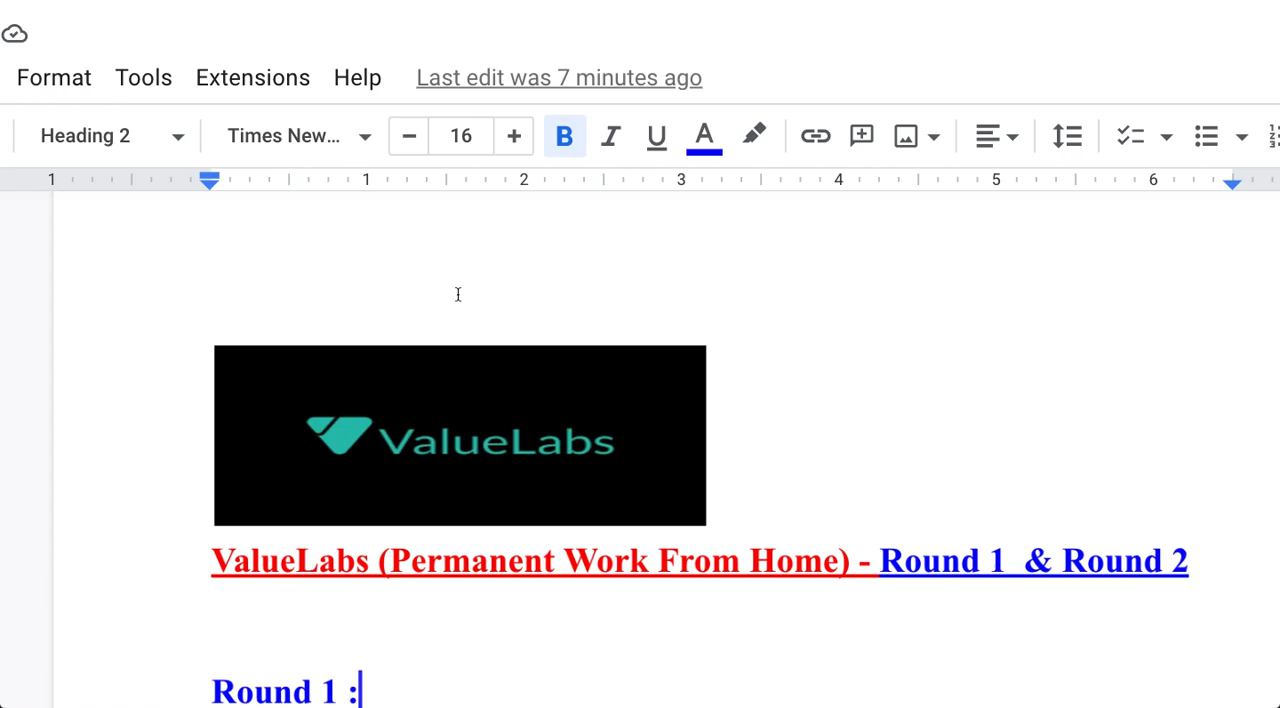 Format Tools Extensions Help Last edit was 7 minutes ago
Heading 2 Times New... 16 B I U A
1 1 2 3 4 5 6
ValueLabs
ValueLabs (Permanent Work From Home) - Round 1 & Round 2
Round 1 :